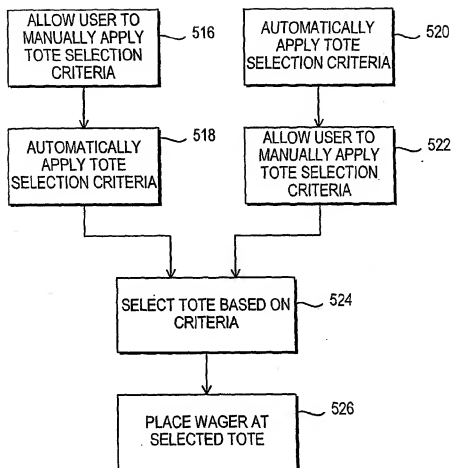 ALLOW USER TO
MANUALLY APPLY
TOTE SELECTION
CRITERIA
516
AUTOMATICALLY
APPLY TOTE
SELECTION CRITERIA
520
AUTOMATICALLY
APPLY TOTE
SELECTION CRITERIA
518
ALLOW USER TO
MANUALLY APPLY
TOTE SELECTION
CRITERIA
522
SELECT TOTE BASED ON
CRITERIA
524
PLACE WAGER AT
SELECTED TOTE
526